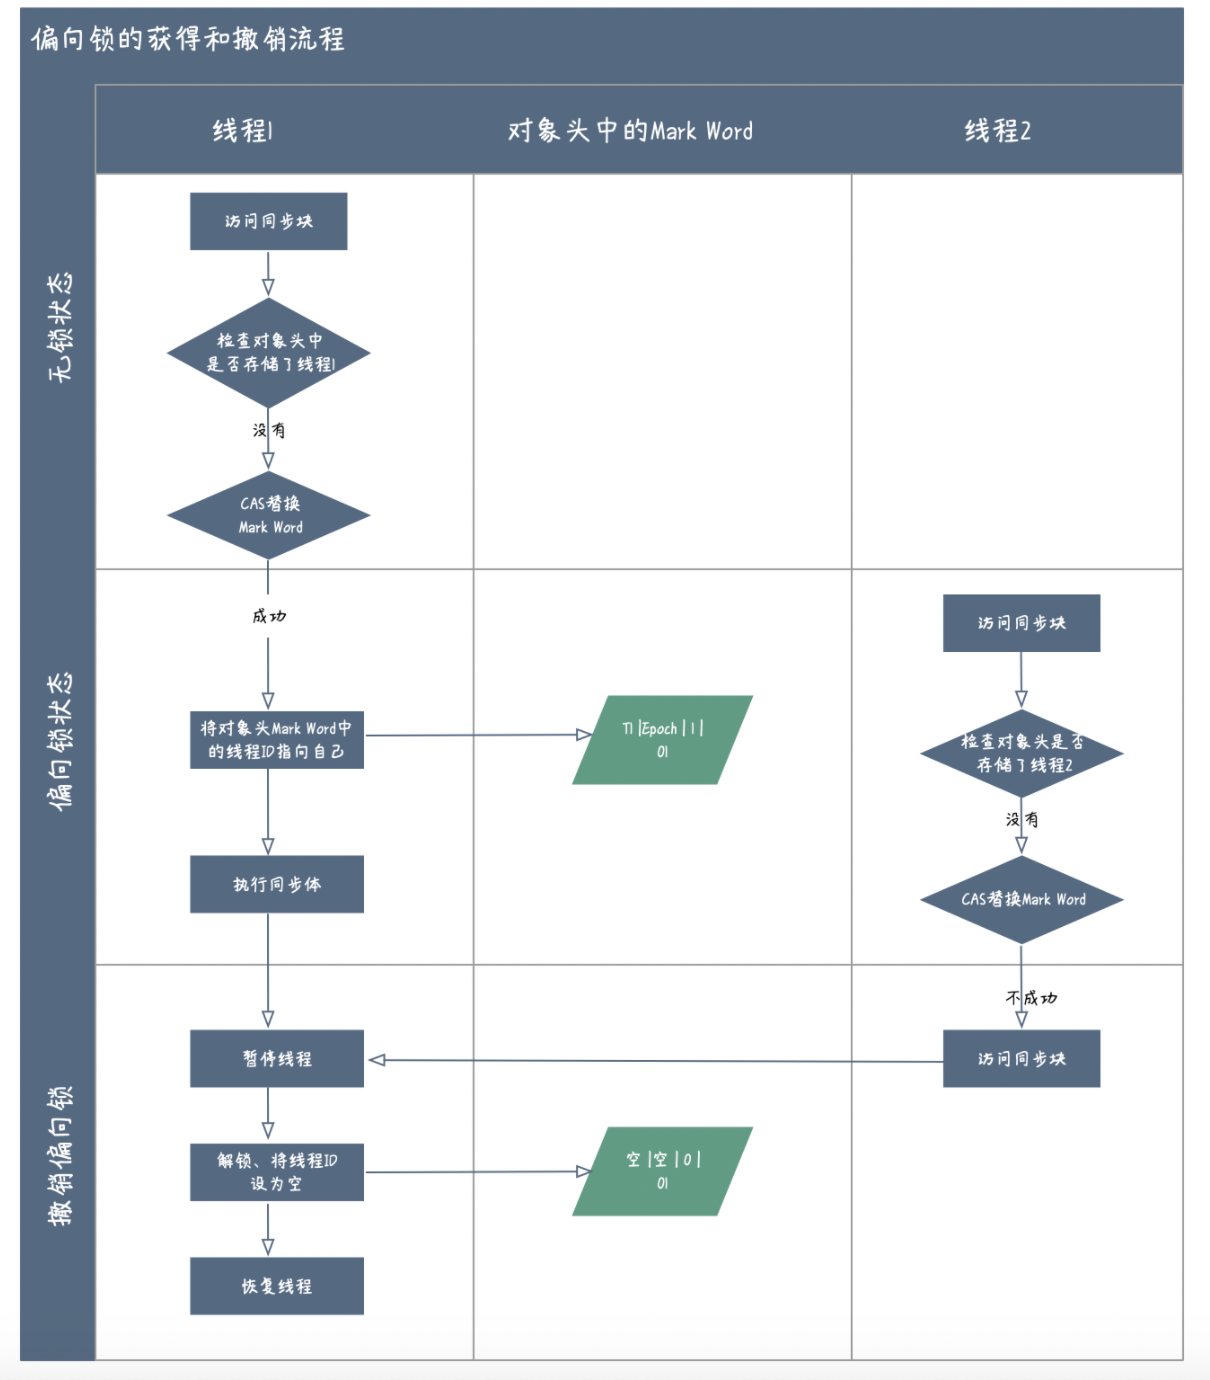 偏向锁的获得和撤销流程
线程1
对象头中的Mark Word
线程2
无锁状态
访问同步块
检查对象头中
是否存储了线程1
没有
CAS替换
Mark Word
偏向锁状态
成功
将对象头Mark Word中
的线程ID指向自己
T1 |Epoch | 1 |
01
执行同步体
访问同步块
检查对象头是否
存储了线程2
没有
CAS替换Mark Word
撤销偏向锁
不成功
访问同步块
暂停线程
解锁、将线程ID
设为空
空 |空 | 0 |
01
恢复线程